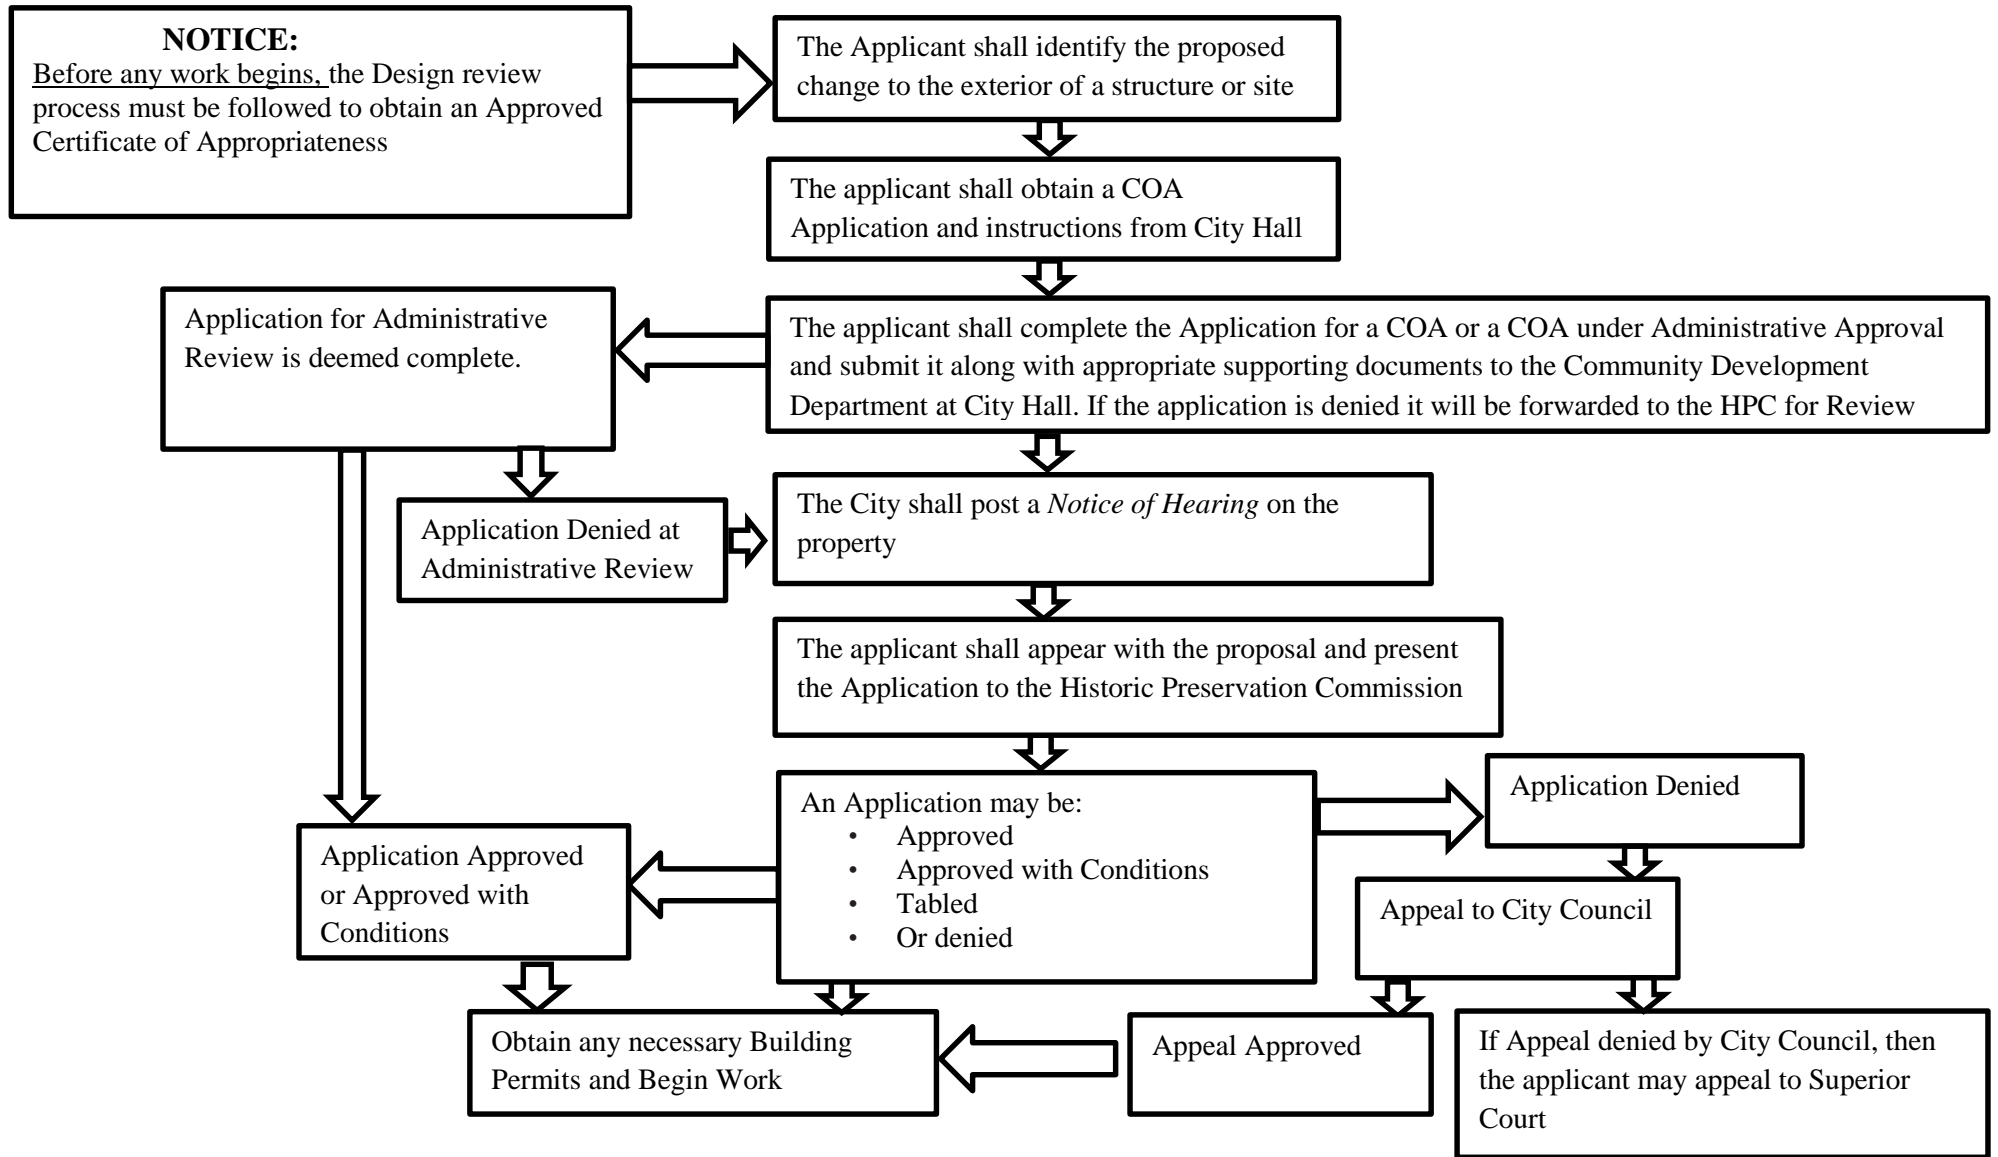 NOTICE:
Before any work begins, the Design review
process must be followed to obtain an Approved
Certificate of Appropriateness
The Applicant shall identify the proposed
change to the exterior of a structure or site
The applicant shall obtain a COA
Application and instructions from City Hall
The applicant shall complete the Application for a COA or a COA under Administrative Approval
and submit it along with appropriate supporting documents to the Community Development
Department at City Hall. If the application is denied it will be forwarded to the HPC for Review
Application for Administrative
Review is deemed complete.
Application Denied at
Administrative Review
The City shall post a Notice of Hearing on the
property
The applicant shall appear with the proposal and present
the Application to the Historic Preservation Commission
An Application may be:
• Approved
• Approved with Conditions
• Tabled
• Or denied
Application Denied
Application Approved
or Approved with
Conditions
Appeal to City Council
Obtain any necessary Building
Permits and Begin Work
Appeal Approved
If Appeal denied by City Council, then
the applicant may appeal to Superior
Court